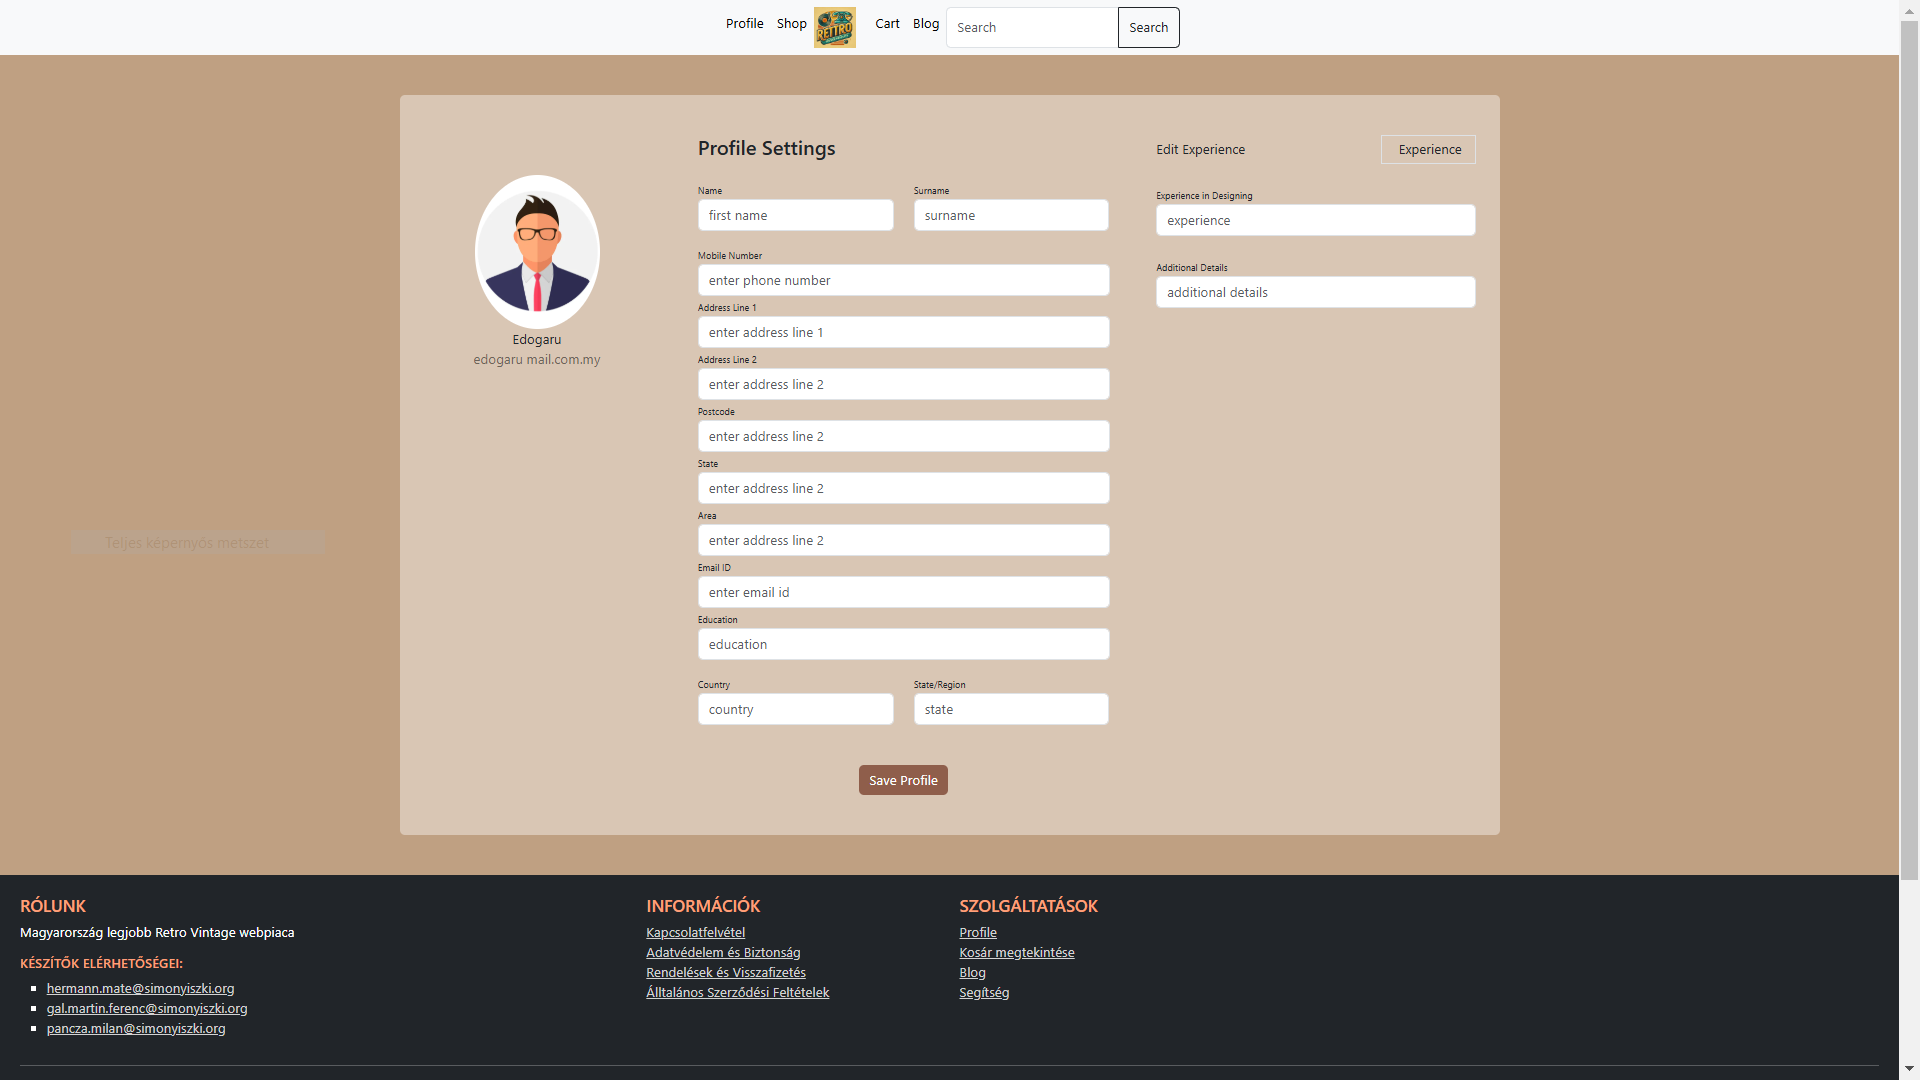 Profile Shop RETTRO Cart Blog Search Search
Profile Settings
Edit Experience Experience
Name Surname
first name surname
Experience in Designing
experience
Mobile Number
enter phone number
Additional Details
additional details
Address Line 1
enter address line 1
Edogaru
edogaru mail.com.my
Address Line 2
enter address line 2
Postcode
enter address line 2
State
enter address line 2
Area
enter address line 2
Teljes képernyős metszet
Email ID
enter email id
Education
education
Country State/Region
country state
Save Profile
RÓLUNK
Magyarország legjobb Retro Vintage webpiaca
KÉSZÍTŐK ELÉRHETŐSÉGEI:
hermann.mate@simonyiszki.org
gal.martin.ferenc@simonyiszki.org
pancza.milan@simonyiszki.org
INFORMÁCIÓK
Kapcsolatfelvétel
Adatvédelem és Biztonság
Rendelések és Visszafizetés
Álltalános Szerződési Feltételek
SZOLGÁLTATÁSOK
Profile
Kosár megtekintése
Blog
Segítség